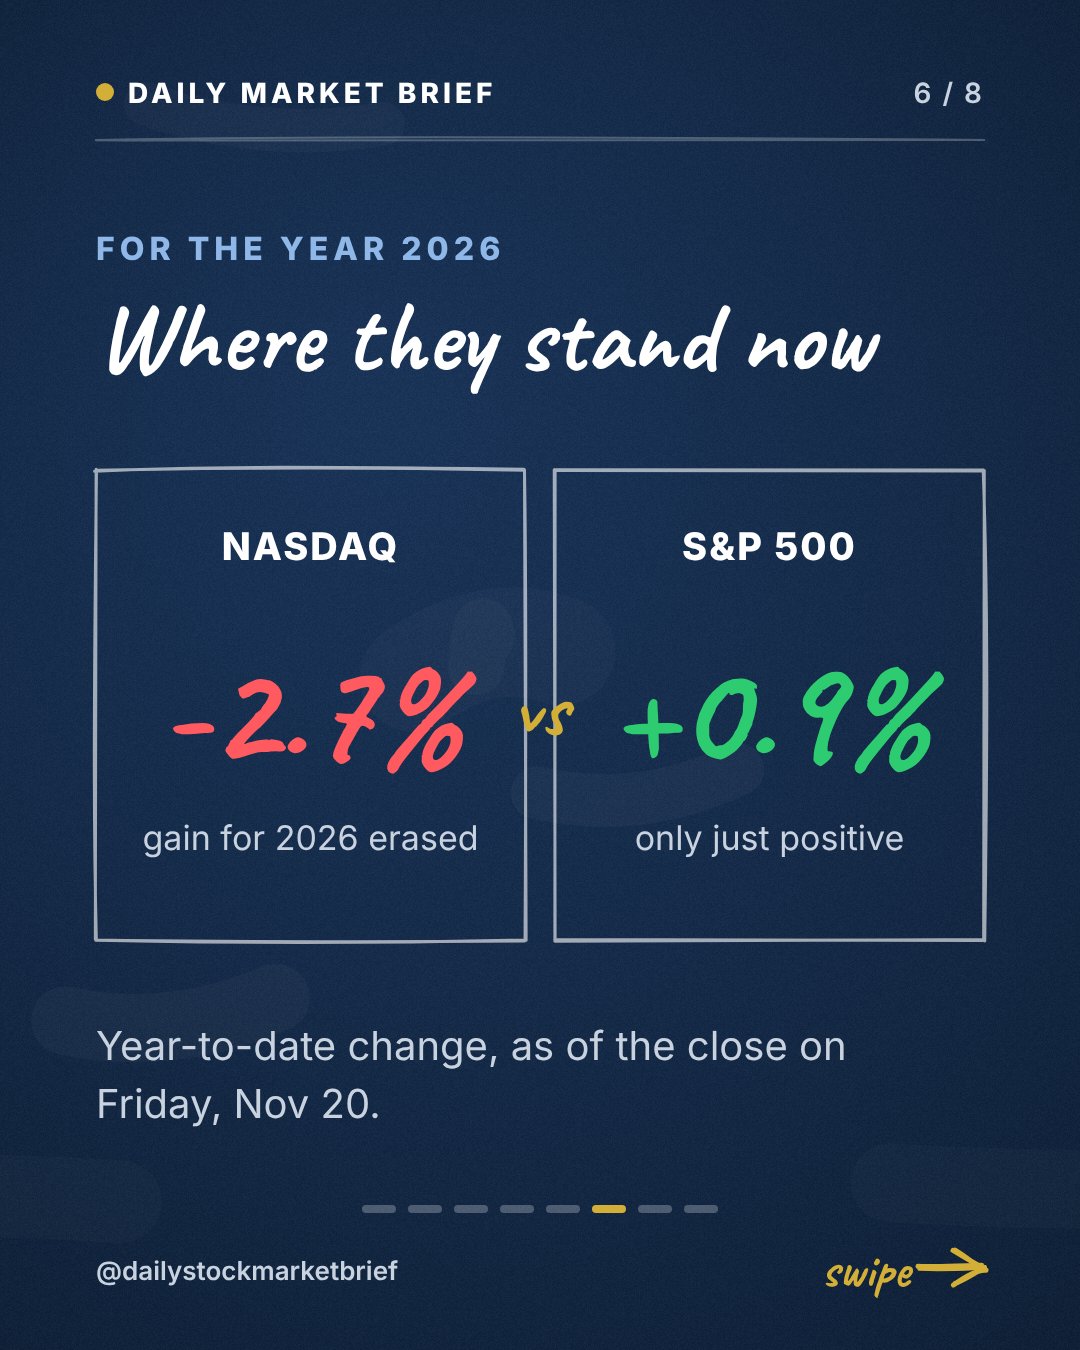 DAILY MARKET BRIEF
6 / 8
FOR THE YEAR 2026
Where they stand now
NASDAQ
-2.7%
gain for 2026 erased
vs
S&P 500
+0.9%
only just positive
Year-to-date change, as of the close on
Friday, Nov 20.
@dailystockmarketbrief
swipe